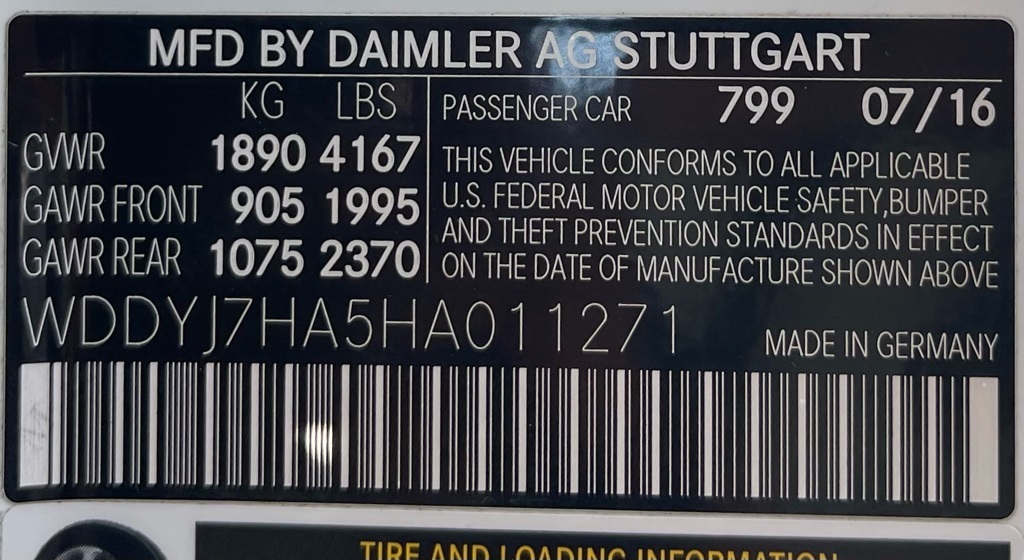 MFD BY DAIMLER AG STUTTGART
KG LBS
GVWR 1890 4167
GAWR FRONT 905 1995
GAWR REAR 1075 2370
PASSENGER CAR 799 07/16
THIS VEHICLE CONFORMS TO ALL APPLICABLE
U.S. FEDERAL MOTOR VEHICLE SAFETY,BUMPER
AND THEFT PREVENTION STANDARDS IN EFFECT
ON THE DATE OF MANUFACTURE SHOWN ABOVE
WDDYJ7HA5HA011271
MADE IN GERMANY
TIRE AND LOADING INFORMATION